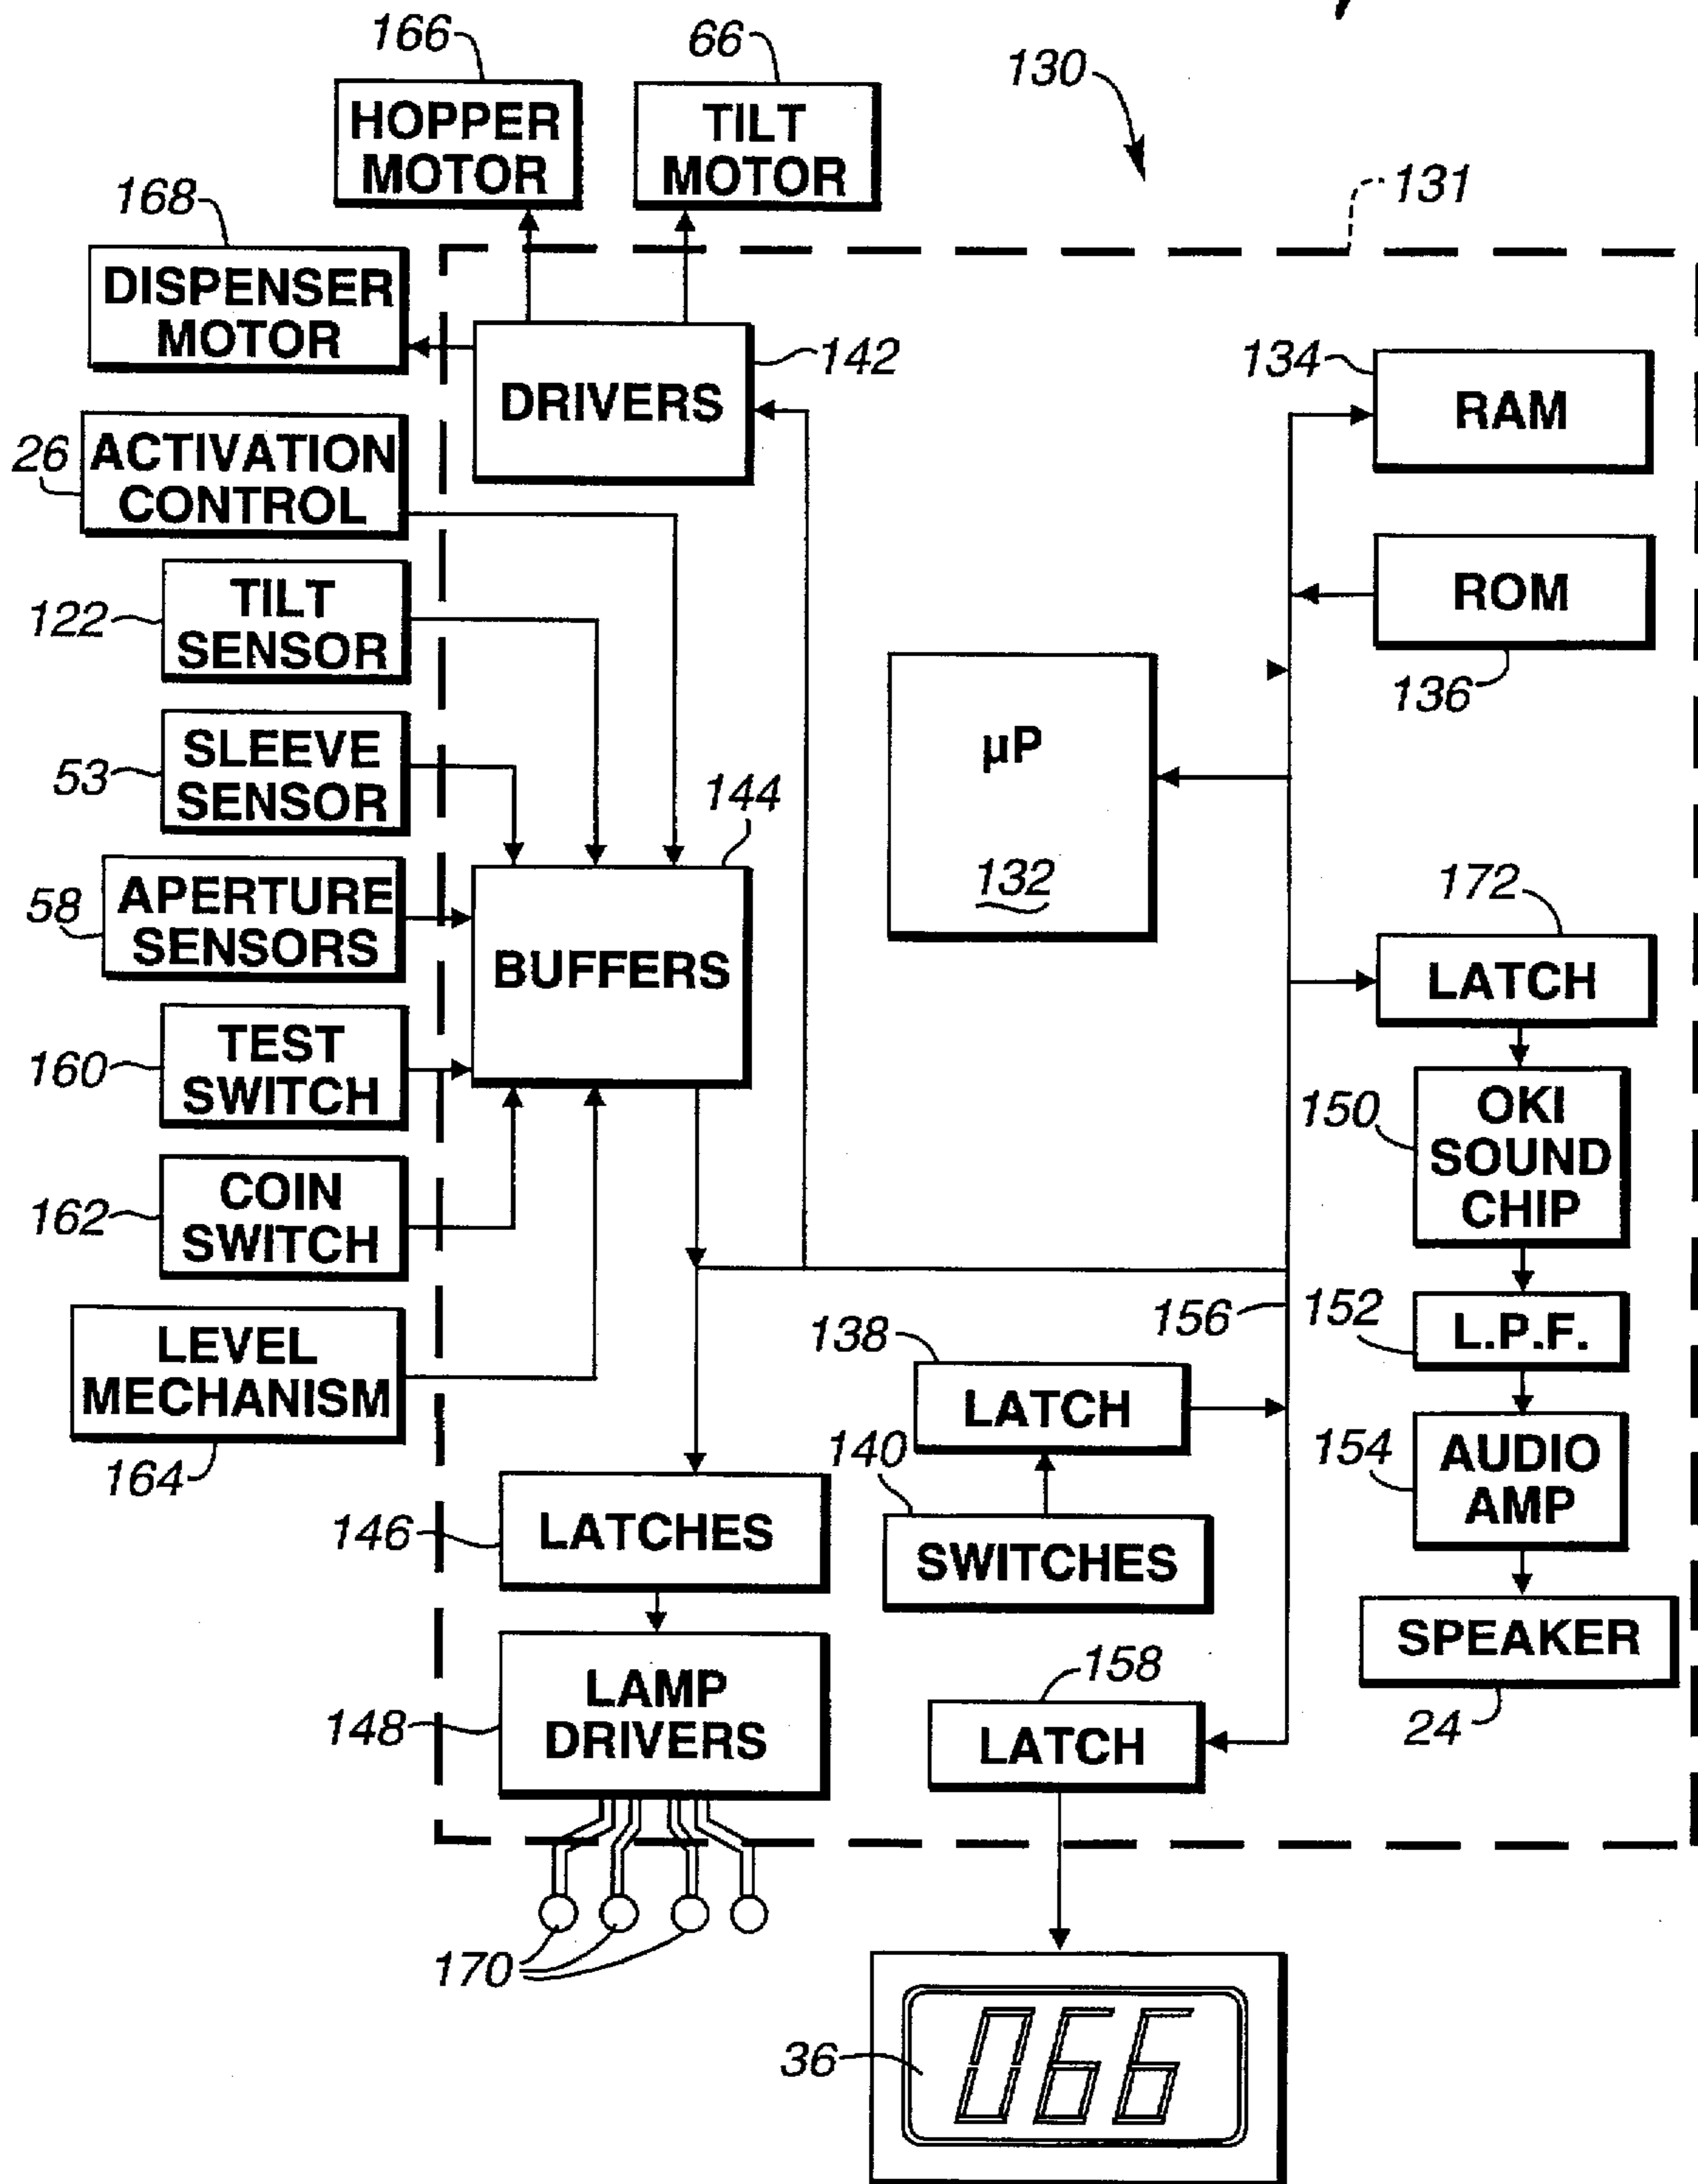 166
66
130
HOPPER
MOTOR
TILT
MOTOR
131
168
DISPENSER
MOTOR
142
DRIVERS
134
RAM
26
ACTIVATION
CONTROL
ROM
136
122
TILT
SENSOR
µP
132
53
SLEEVE
SENSOR
144
58
APERTURE
SENSORS
BUFFERS
172
LATCH
160
TEST
SWITCH
150
OKI
SOUND
CHIP
162
COIN
SWITCH
156
152
L.P.F.
164
LEVEL
MECHANISM
138
LATCH
140
SWITCHES
154
AUDIO
AMP
146
LATCHES
SPEAKER
24
148
LAMP
DRIVERS
158
LATCH
170
36
066